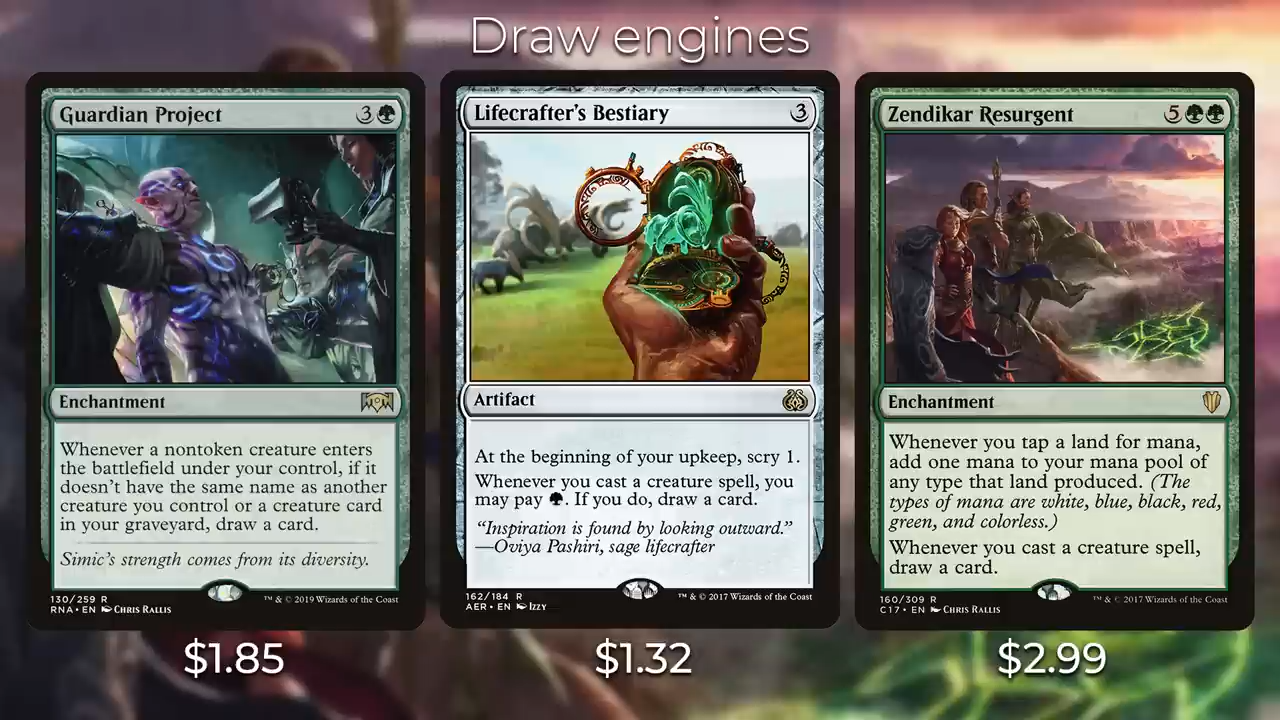 Draw engines
Guardian Project
3
Enchantment
Whenever a nontoken creature enters
the battlefield under your control, if it
doesn't have the same name as another
creature you control or a creature card
in your graveyard, draw a card.
Simic's strength comes from its diversity.
130/259 R
RNA • EN Chris Rallis
™ & © 2019 Wizards of the Coast
$1.85
Lifecrafter's Bestiary
3
Artifact
At the beginning of your upkeep, scry 1.
Whenever you cast a creature spell, you
may pay . If you do, draw a card.
"Inspiration is found by looking outward."
—Oviya Pashiri, sage lifecrafter
162/184 R
AER • EN Izzy
™ & © 2017 Wizards of the Coast
$1.32
Zendikar Resurgent
5
Enchantment
Whenever you tap a land for mana,
add one mana to your mana pool of
any type that land produced. (The
types of mana are white, blue, black, red,
green, and colorless.)
Whenever you cast a creature spell,
draw a card.
160/309 R
C17 • EN Chris Rallis
™ & © 2017 Wizards of the Coast
$2.99